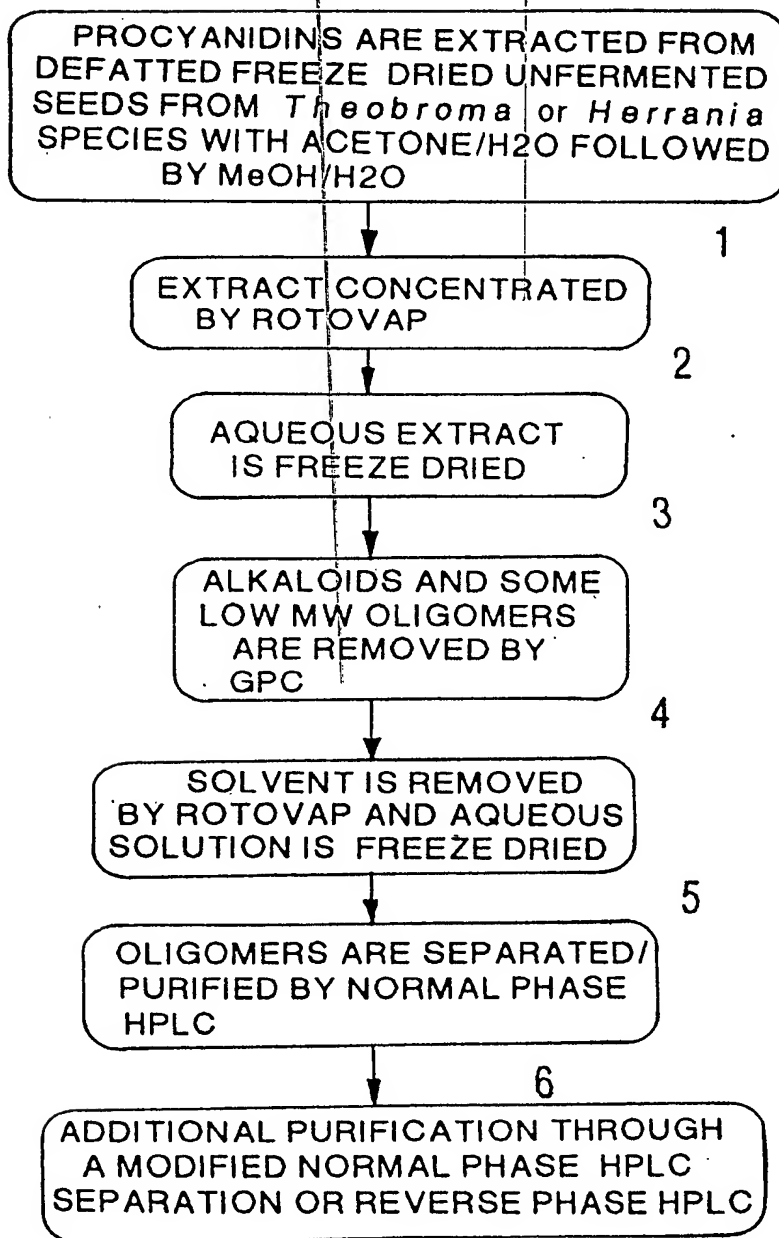 PROCYANIDINS ARE EXTRACTED FROM
DEFATTED FREEZE DRIED UNFERMENTED
SEEDS FROM Theobroma or Herrania
SPECIES WITH ACETONE/H2O FOLLOWED
BY MeOH/H2O
1
EXTRACT CONCENTRATED
BY ROTOVAP
2
AQUEOUS EXTRACT
IS FREEZE DRIED
3
ALKALOIDS AND SOME
LOW MW OLIGOMERS
ARE REMOVED BY
GPC
4
SOLVENT IS REMOVED
BY ROTOVAP AND AQUEOUS
SOLUTION IS FREEZE DRIED
5
OLIGOMERS ARE SEPARATED/
PURIFIED BY NORMAL PHASE
HPLC
6
ADDITIONAL PURIFICATION THROUGH
A MODIFIED NORMAL PHASE HPLC
SEPARATION OR REVERSE PHASE HPLC